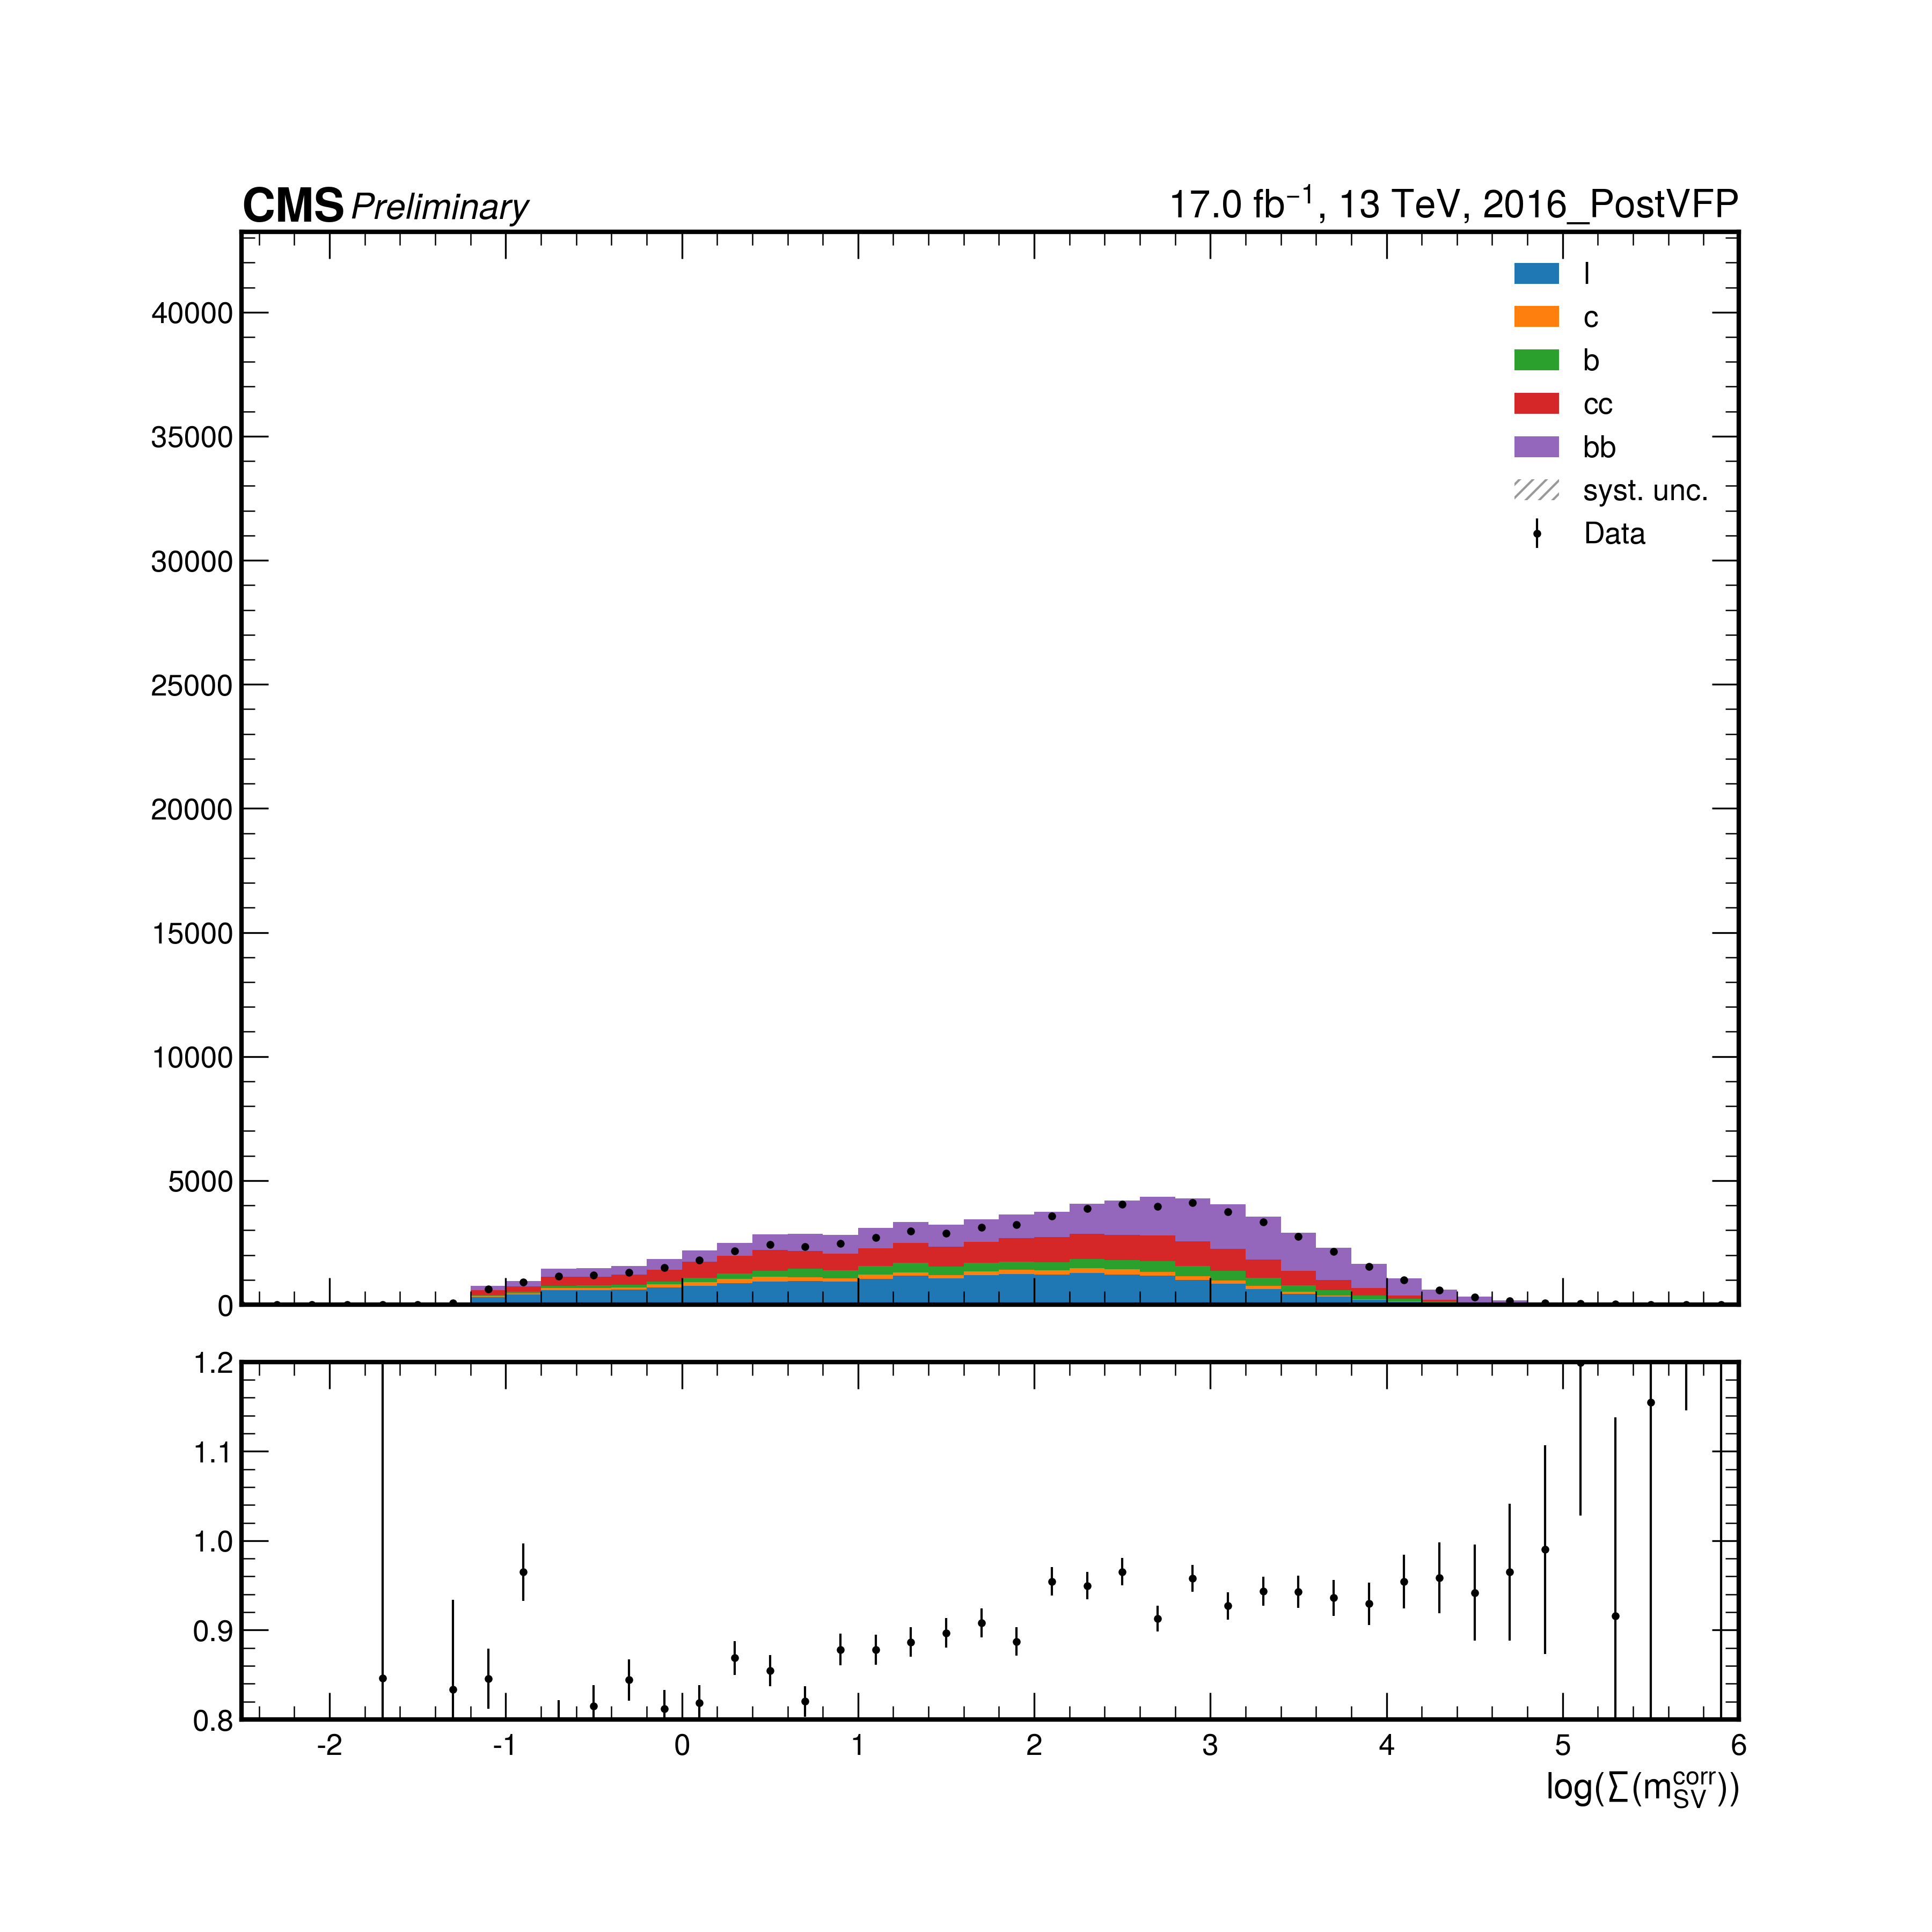 CMS Preliminary
17.0 fb⁻¹, 13 TeV, 2016_PostVFP
l
c
b
cc
bb
syst. unc.
Data
40000
35000
30000
25000
20000
15000
10000
5000
0
1.2
1.1
1.0
0.9
0.8
-2 -1 0 1 2 3 4 5 6
log(Σ(m_SV^corr))